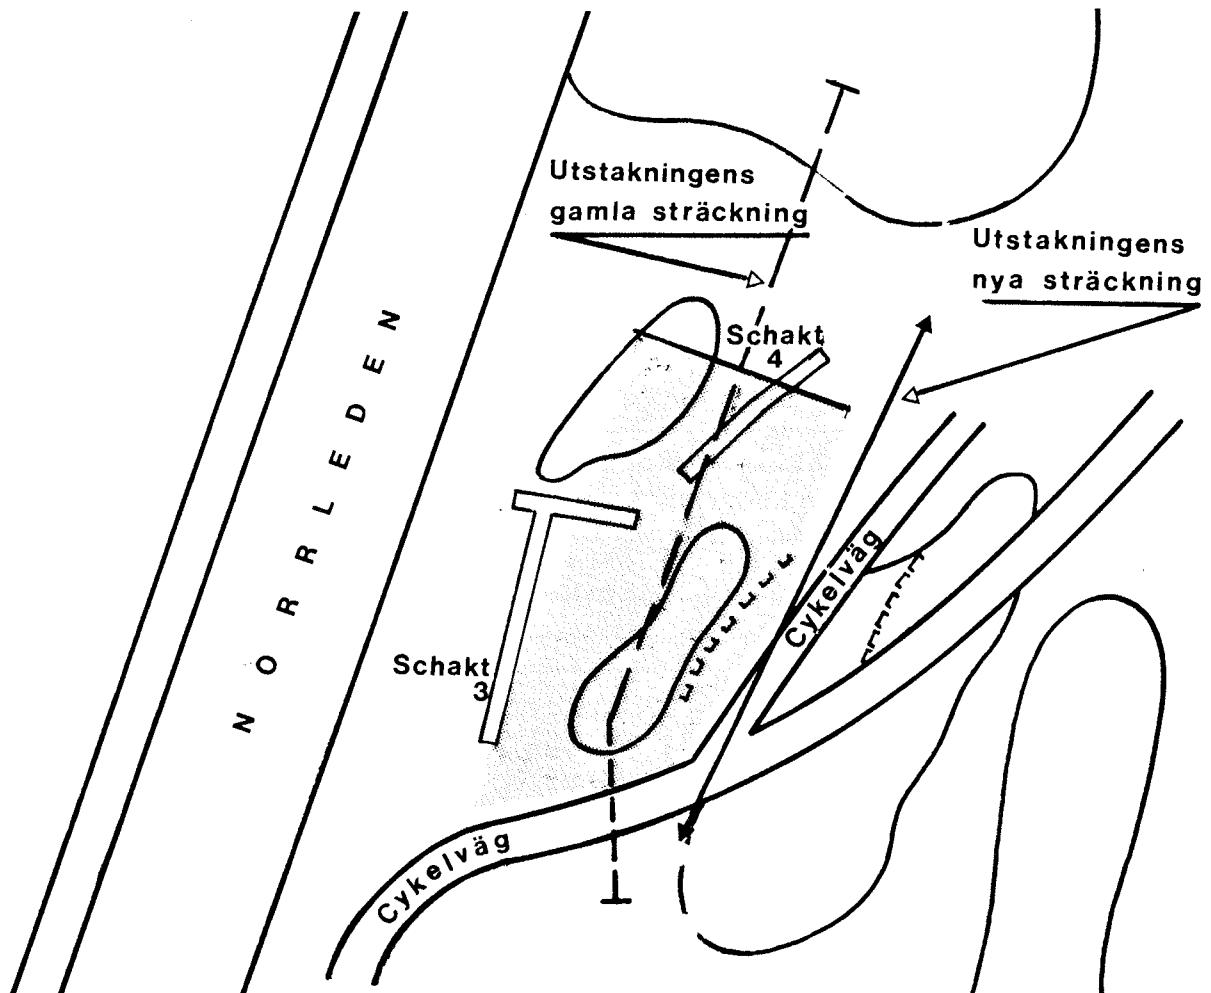 Utstakningens
gamla sträckning
Utstakningens
nya sträckning
Schakt
4
NORRLEDEN
Cykelväg
Schakt
3
Cykelväg